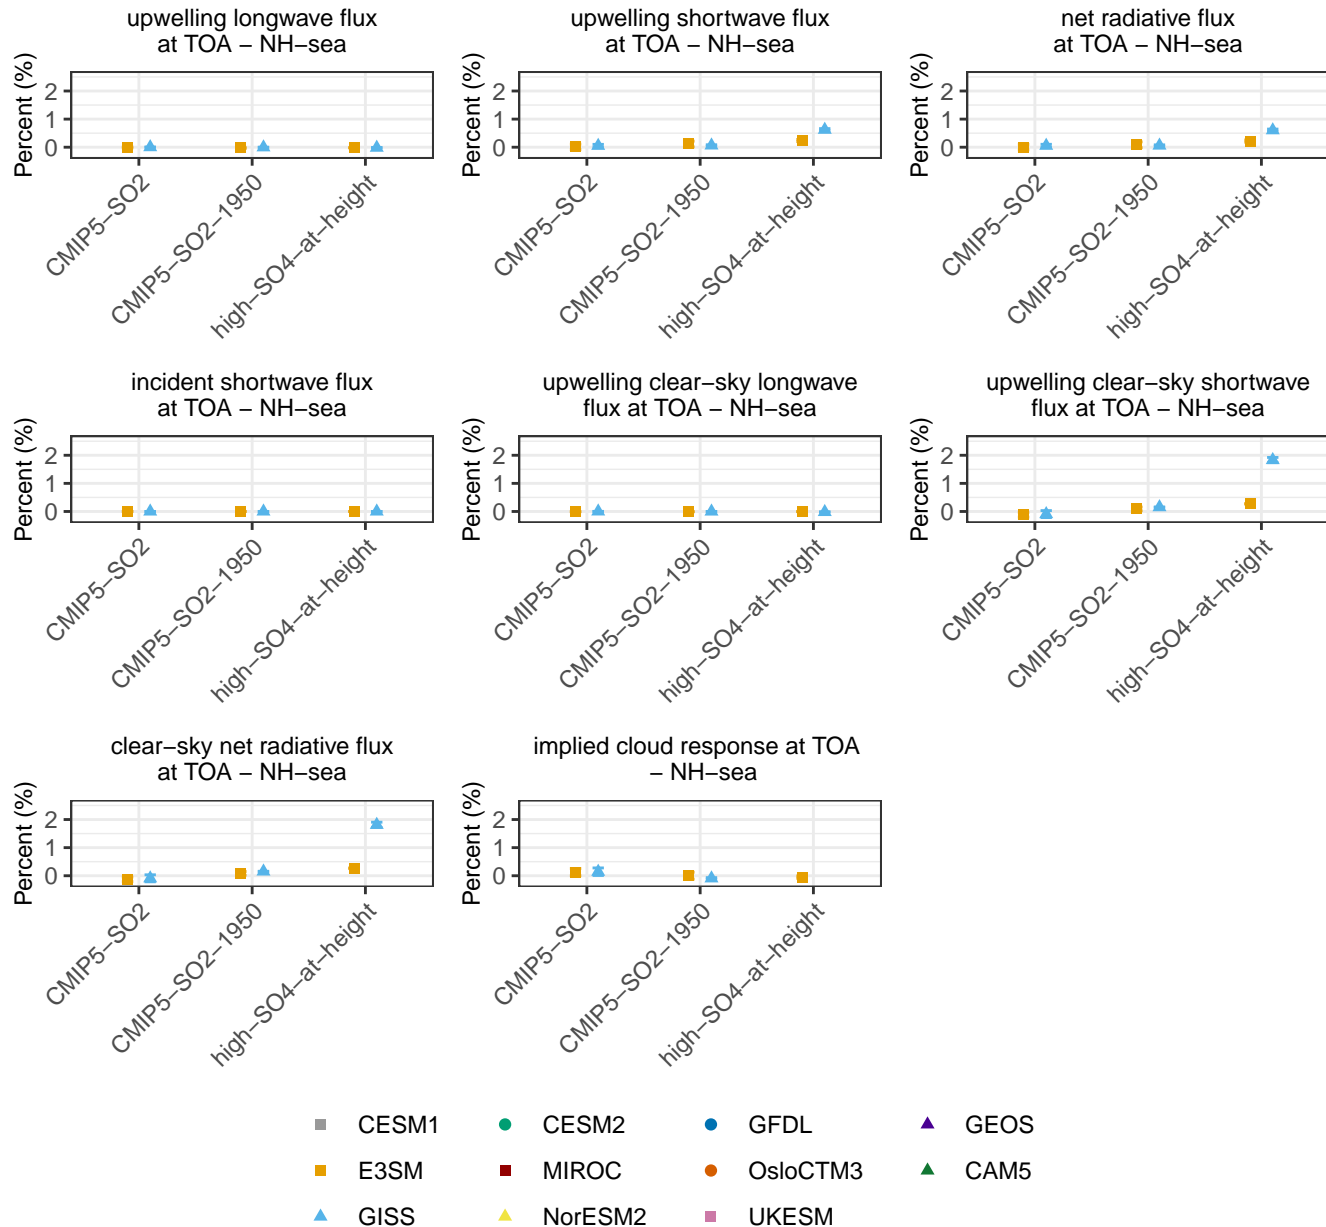 upwelling longwave flux
at TOA − NH−sea
Percent (%)
2
1
0
CMIP5−SO2
CMIP5−SO2−1950
high−SO4−at−height
upwelling shortwave flux
at TOA − NH−sea
Percent (%)
2
1
0
CMIP5−SO2
CMIP5−SO2−1950
high−SO4−at−height
net radiative flux
at TOA − NH−sea
Percent (%)
2
1
0
CMIP5−SO2
CMIP5−SO2−1950
high−SO4−at−height
incident shortwave flux
at TOA − NH−sea
Percent (%)
2
1
0
CMIP5−SO2
CMIP5−SO2−1950
high−SO4−at−height
upwelling clear−sky longwave
flux at TOA − NH−sea
Percent (%)
2
1
0
CMIP5−SO2
CMIP5−SO2−1950
high−SO4−at−height
upwelling clear−sky shortwave
flux at TOA − NH−sea
Percent (%)
2
1
0
CMIP5−SO2
CMIP5−SO2−1950
high−SO4−at−height
clear−sky net radiative flux
at TOA − NH−sea
Percent (%)
2
1
0
CMIP5−SO2
CMIP5−SO2−1950
high−SO4−at−height
implied cloud response at TOA
− NH−sea
Percent (%)
2
1
0
CMIP5−SO2
CMIP5−SO2−1950
high−SO4−at−height
CESM1 CESM2 GFDL GEOS
E3SM MIROC OsloCTM3 CAM5
GISS NorESM2 UKESM